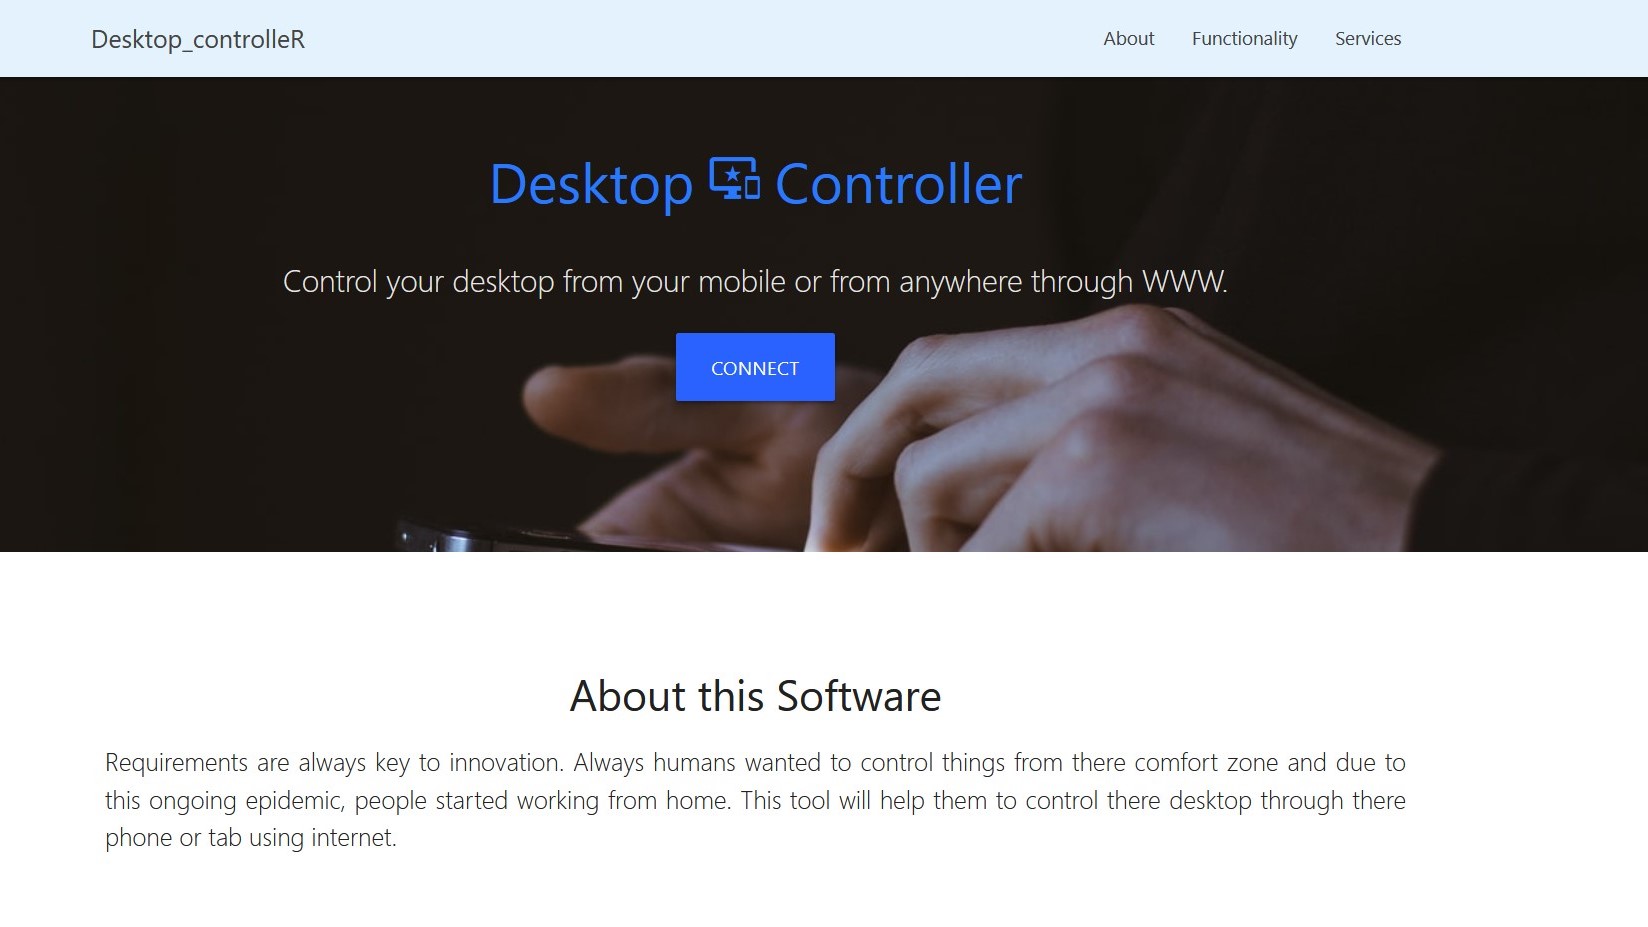 Desktop_controlleR
About Functionality Services
Desktop Controller
Control your desktop from your mobile or from anywhere through WWW.
CONNECT
About this Software
Requirements are always key to innovation. Always humans wanted to control things from there comfort zone and due to
this ongoing epidemic, people started working from home. This tool will help them to control there desktop through there
phone or tab using internet.